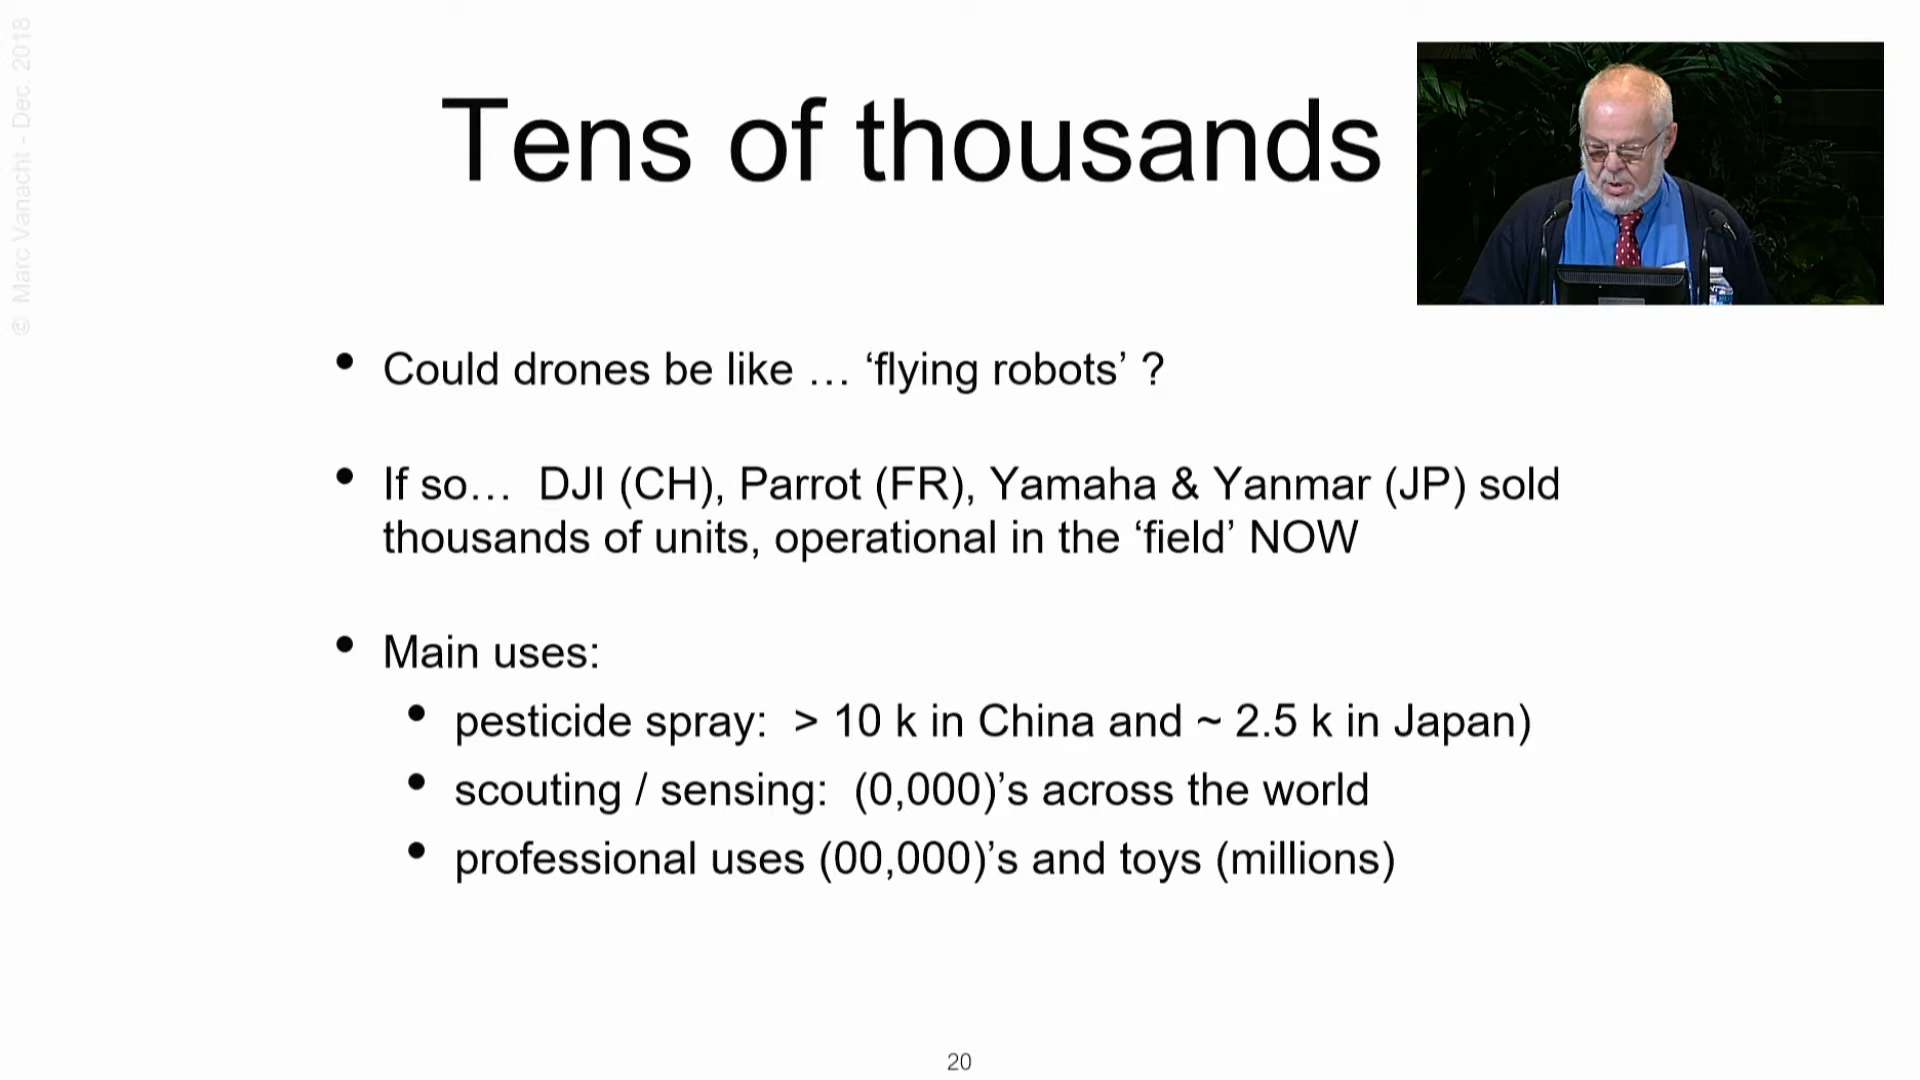 © Marc Vanacht - Dec. 2018
Tens of thousands
• Could drones be like … ‘flying robots’ ?
• If so… DJI (CH), Parrot (FR), Yamaha & Yanmar (JP) sold
thousands of units, operational in the ‘field’ NOW
• Main uses:
• pesticide spray: > 10 k in China and ~ 2.5 k in Japan)
• scouting / sensing: (0,000)’s across the world
• professional uses (00,000)’s and toys (millions)
20